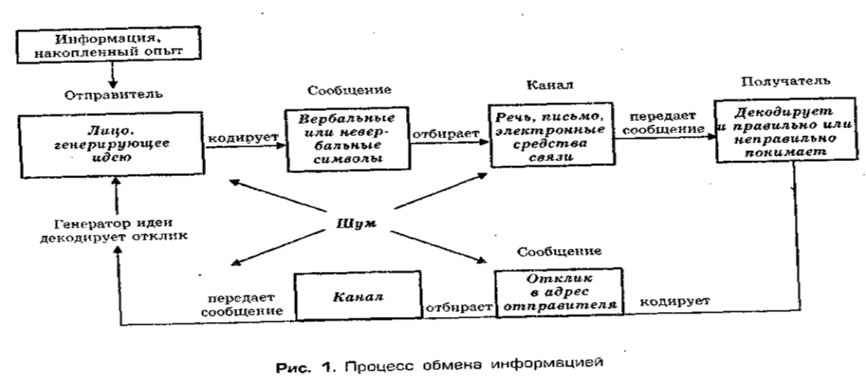 Информация,
накопленный опыт
Отправитель
Лицо,
генерирующее
идею
кодирует
Сообщение
Вербальные
или невер-
бальные
символы
отбирает
Канал
Речь, письмо,
электронные
средства
связи
передает
сообщение
Получатель
Декодирует
и правильно или
неправильно
понимает
Генератор идеи
декодирует отклик
Шум
передает
сообщение
Канал
отбирает
Сообщение
Отклик
в адрес
отправителя
кодирует
Рис. 1. Процесс обмена информацией